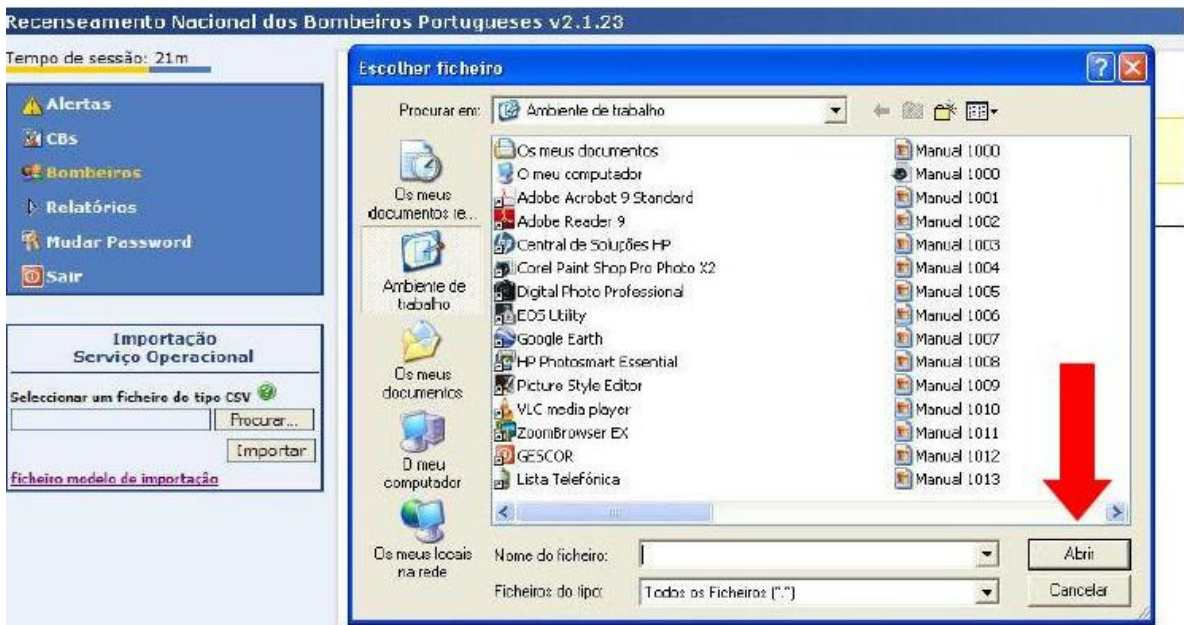 Recenseamento Nacional dos Bombeiros Portugueses v2.1.23
Tempo de sessão: 21m
Alertas
CBs
Bombeiros
Relatórios
Mudar Password
Sair
Importação
Serviço Operacional
Seleccionar um ficheiro do tipo CSV
Procurar...
Importar
ficheiro modelo de importação
Escolher ficheiro
Procurar em:
Ambiente de trabalho
Os meus
documentos re...
Ambiente de
trabalho
Os meus
documentos
O meu
computador
Os meus locais
na rede
Os meus documentos
O meu computador
Adobe Acrobat 9 Standard
Adobe Reader 9
Central de Soluções HP
Corel Paint Shop Pro Photo X2
Digital Photo Professional
EOS Utility
Google Earth
HP Photosmart Essential
Picture Style Editor
VLC media player
ZoomBrowser EX
GESCOR
Lista Telefónica
Manual 1000
Manual 1000
Manual 1001
Manual 1002
Manual 1003
Manual 1004
Manual 1005
Manual 1006
Manual 1007
Manual 1008
Manual 1009
Manual 1010
Manual 1011
Manual 1012
Manual 1013
Nome do ficheiro:
Abrir
Ficheiros do tipo:
Todos os Ficheiros (*.*)
Cancelar